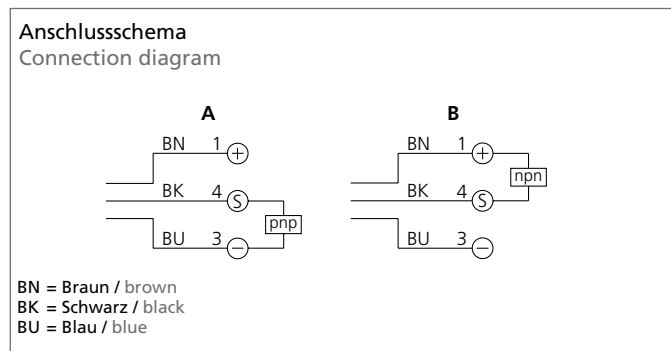 Anschlussschema
Connection diagram
A B
BN 1 + BN 1 +
npn
BK 4 S BK 4 S
pnp
BU 3 − BU 3 −
BN = Braun / brown
BK = Schwarz / black
BU = Blau / blue